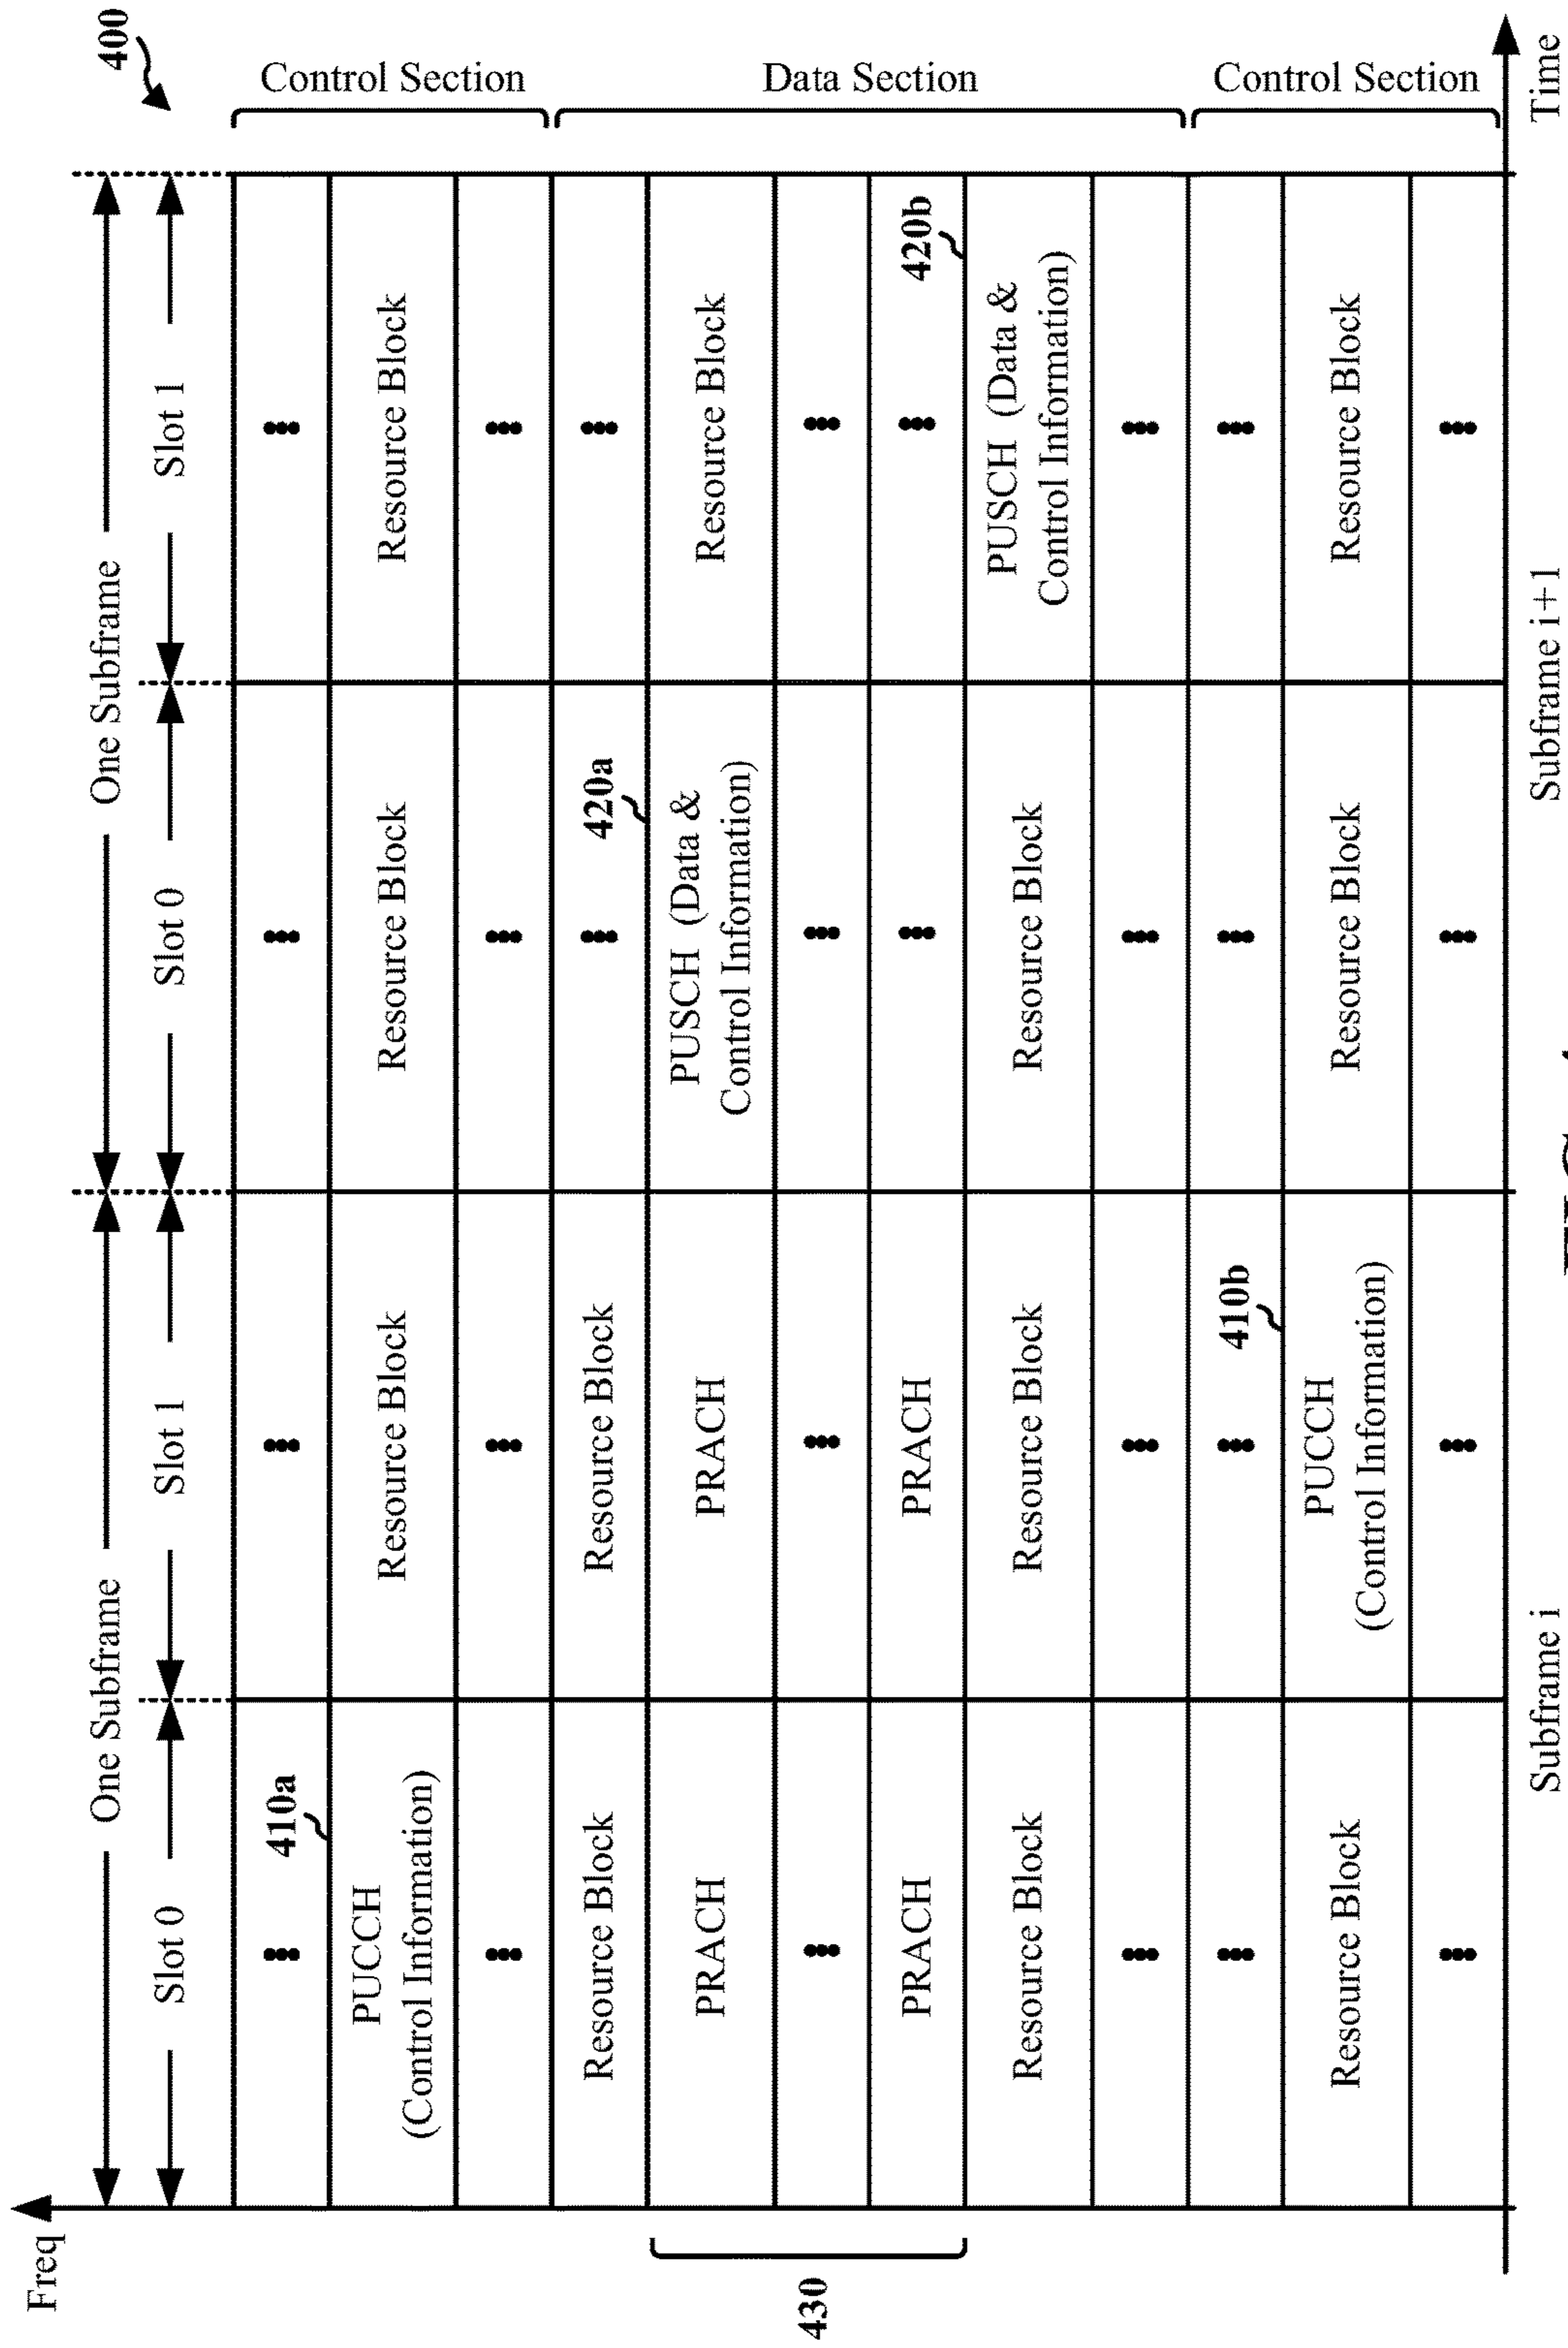 400
Freq
One Subframe
One Subframe
Slot 0
Slot 1
Slot 0
Slot 1
410a
PUCCH
(Control Information)
Resource Block
Resource Block
Resource Block
Control Section
Resource Block
Resource Block
420a
PRACH
PRACH
PUSCH (Data &
Control Information)
Resource Block
430
Data Section
PRACH
PRACH
420b
Resource Block
Resource Block
Resource Block
PUSCH (Data &
Control Information)
410b
Resource Block
PUCCH
(Control Information)
Resource Block
Resource Block
Control Section
Subframe i
Subframe i+1
Time